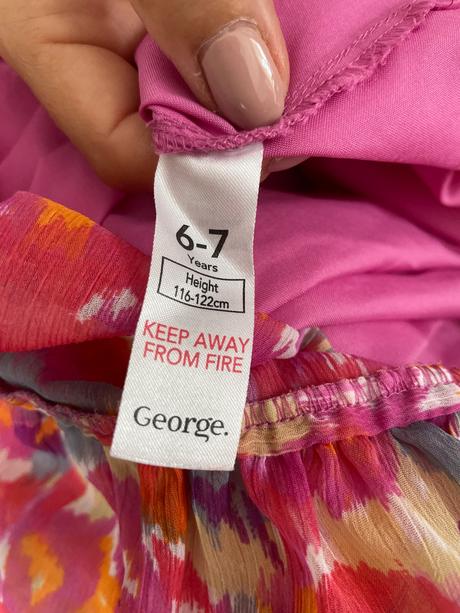 6-7
Years
Height
116-122cm
KEEP AWAY
FROM FIRE
George.